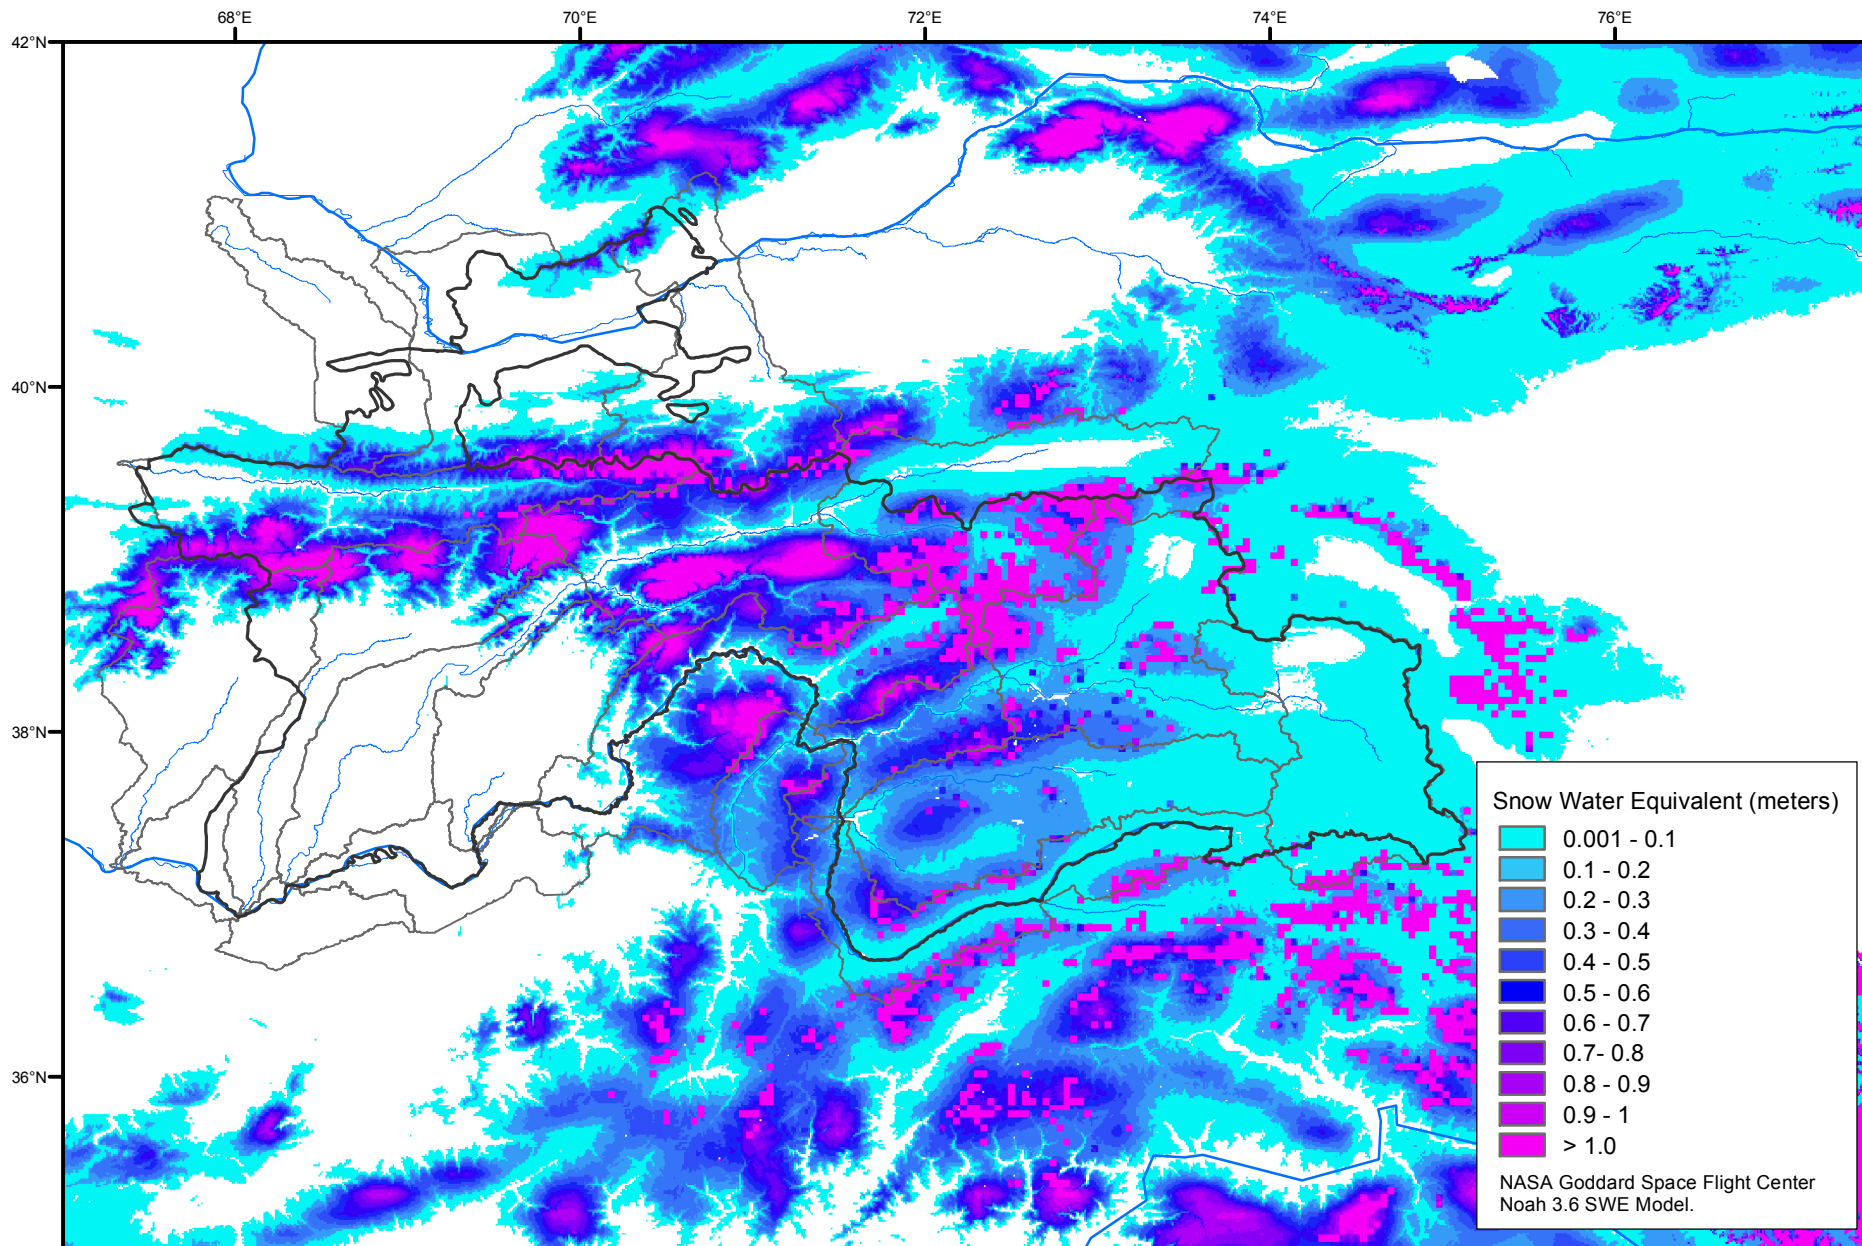 68°E
70°E
72°E
74°E
76°E
42°N
40°N
38°N
36°N
Snow Water Equivalent (meters)
0.001 - 0.1
0.1 - 0.2
0.2 - 0.3
0.3 - 0.4
0.4 - 0.5
0.5 - 0.6
0.6 - 0.7
0.7- 0.8
0.8 - 0.9
0.9 - 1
> 1.0
NASA Goddard Space Flight Center
Noah 3.6 SWE Model.